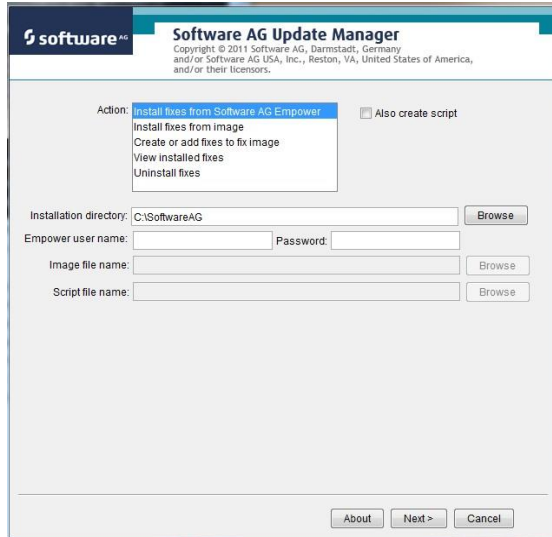 software AG
Software AG Update Manager
Copyright © 2011 Software AG, Darmstadt, Germany
and/or Software AG USA, Inc., Reston, VA, United States of America,
and/or their licensors.
Action:
Install fixes from Software AG Empower
Install fixes from image
Create or add fixes to fix image
View installed fixes
Uninstall fixes
Also create script
Installation directory: C:\SoftwareAG Browse
Empower user name: Password:
Image file name: Browse
Script file name: Browse
About Next > Cancel